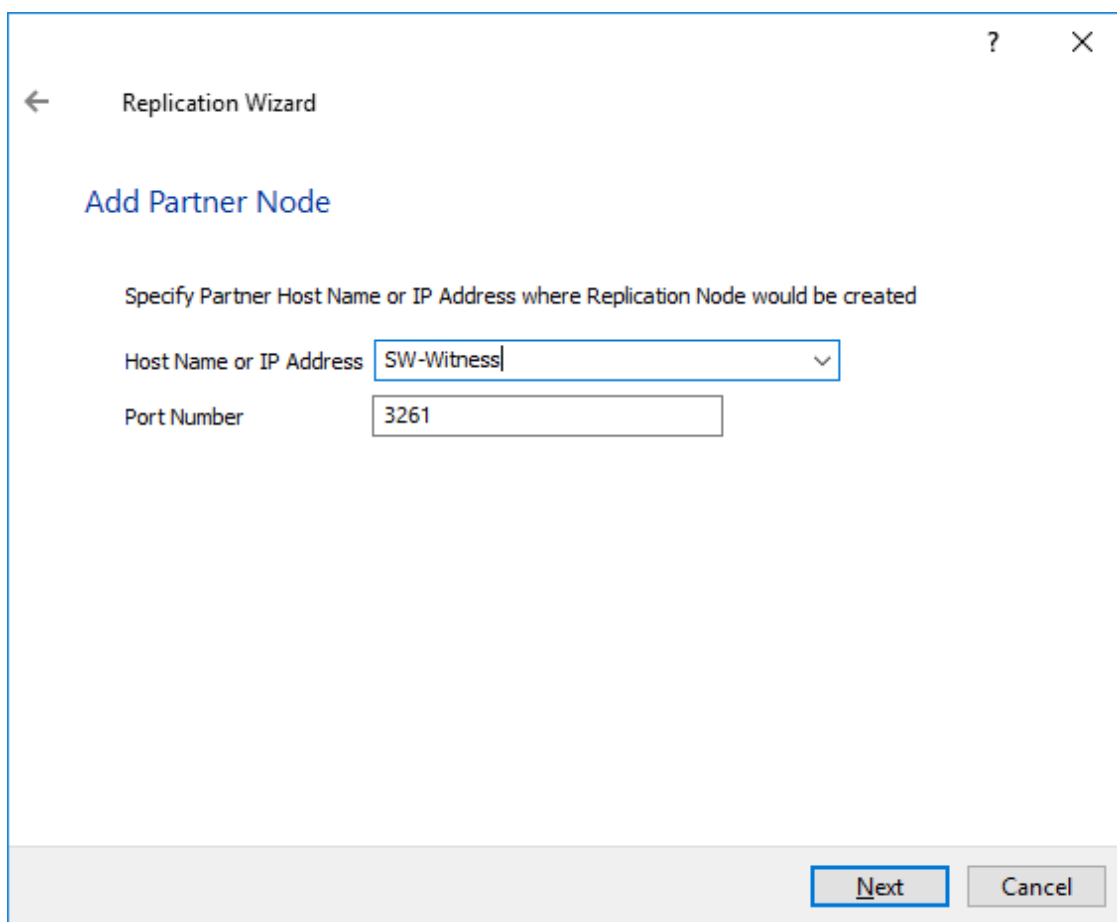 ?
Replication Wizard
Add Partner Node
Specify Partner Host Name or IP Address where Replication Node would be created
Host Name or IP Address SW-Witness
Port Number 3261
Next Cancel